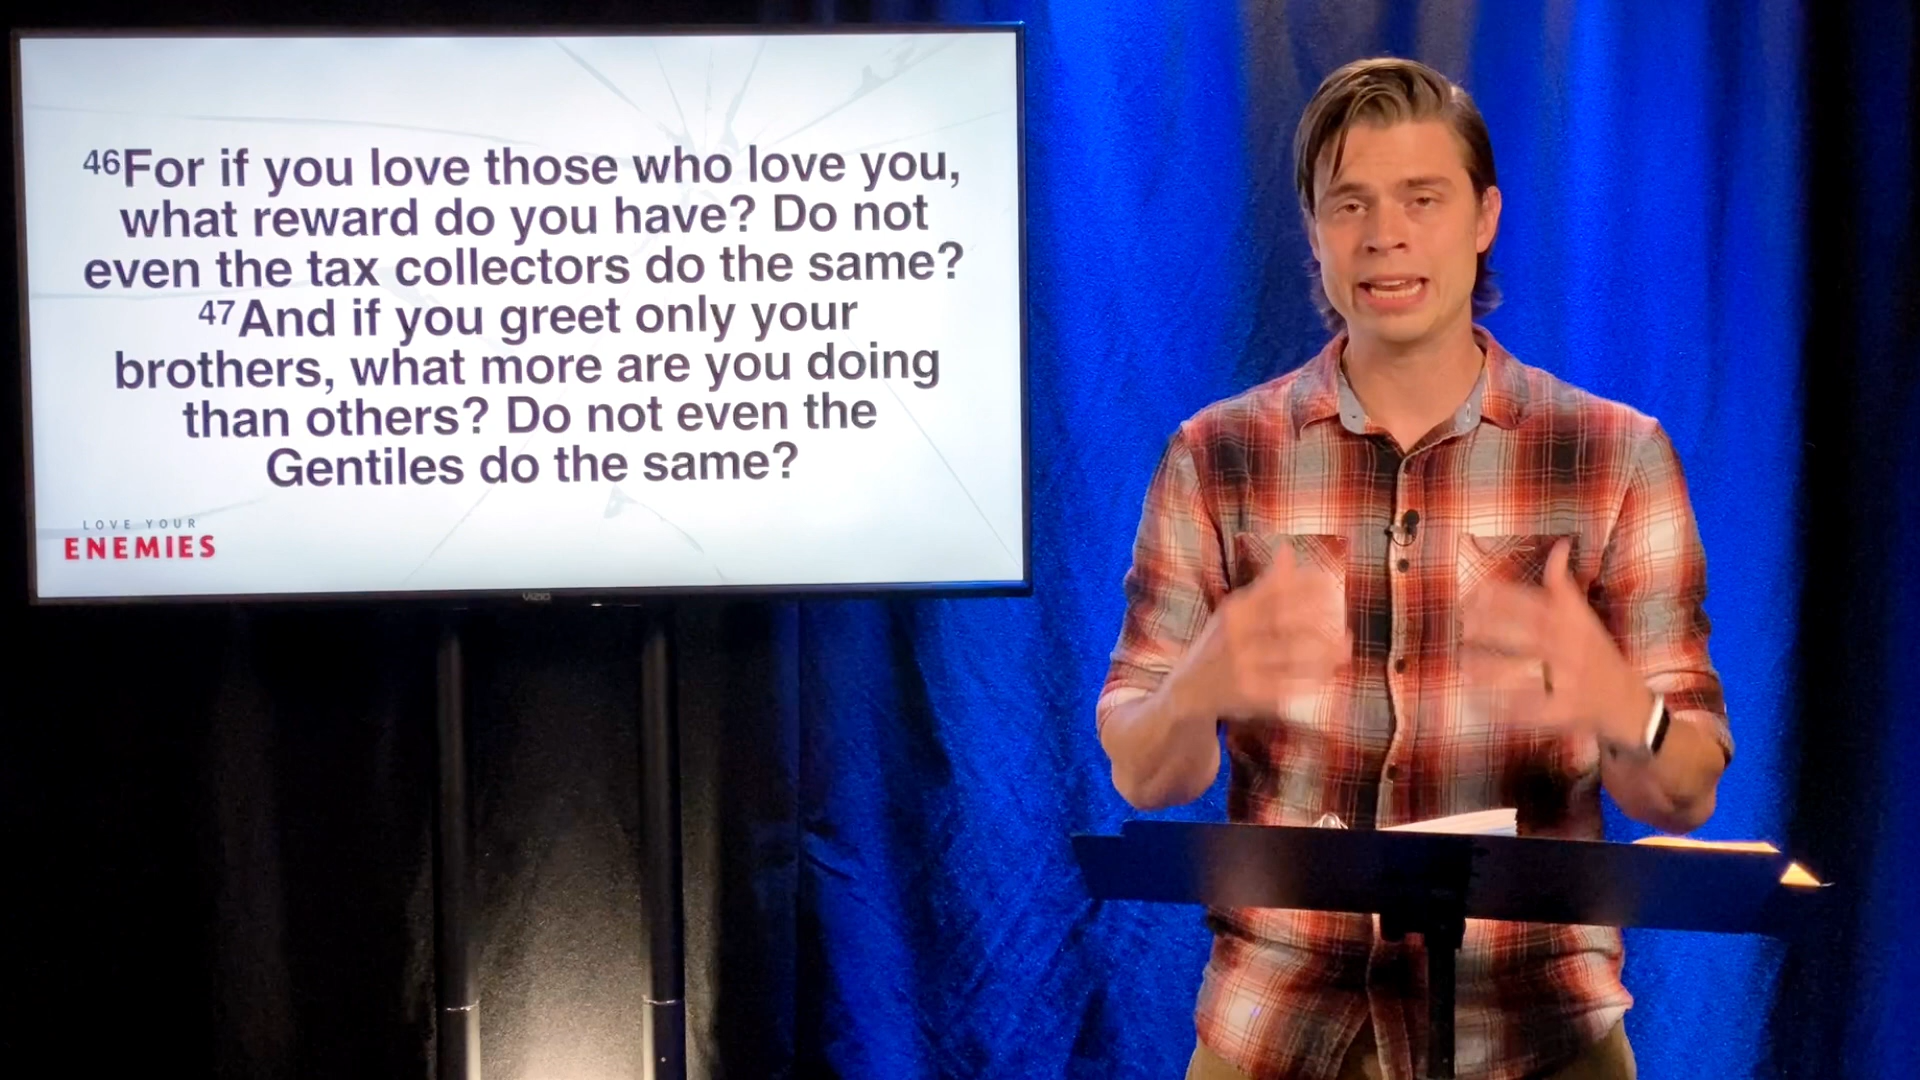 46For if you love those who love you,
what reward do you have? Do not
even the tax collectors do the same?
47And if you greet only your
brothers, what more are you doing
than others? Do not even the
Gentiles do the same?
LOVE YOUR
ENEMIES
VIZIO